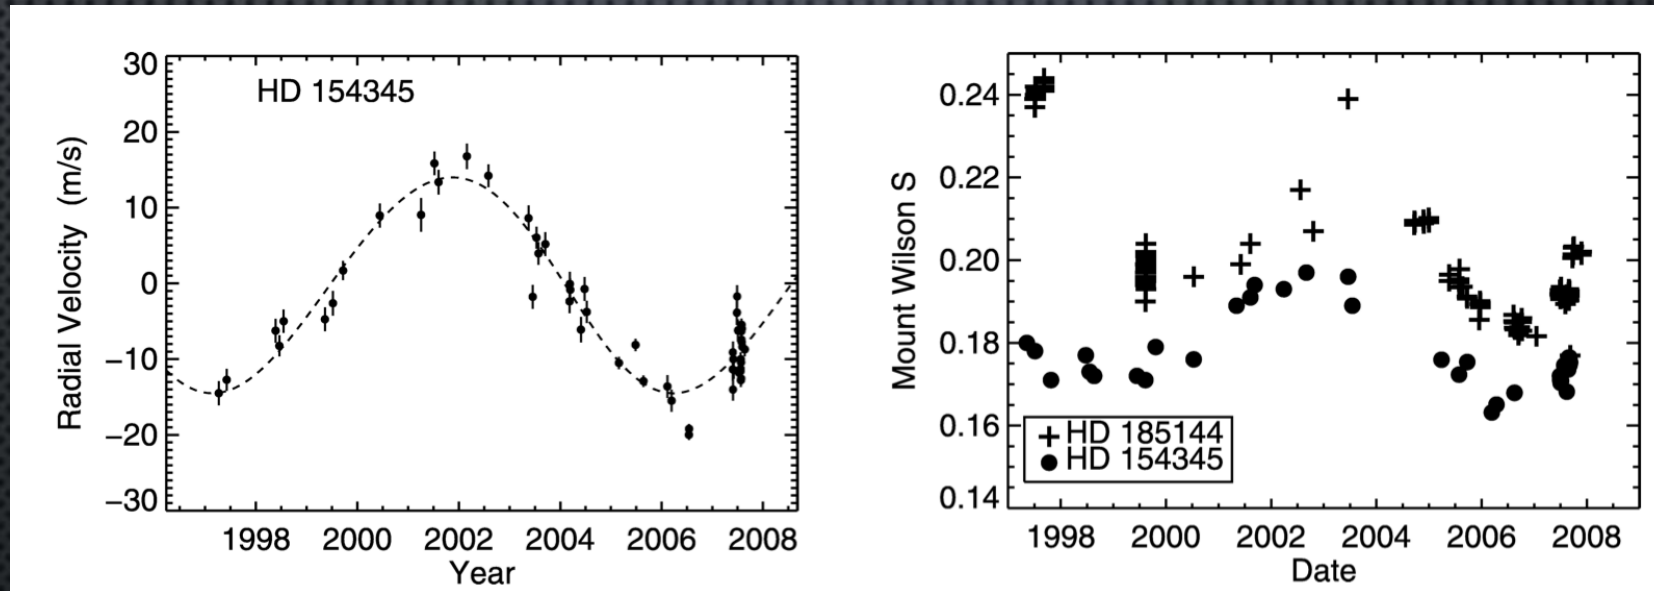 30
HD 154345
20
10
0
−10
−20
−30
Radial Velocity (m/s)
1998 2000 2002 2004 2006 2008
Year
0.24
0.22
0.20
0.18
0.16
0.14
Mount Wilson S
HD 185144
HD 154345
1998 2000 2002 2004 2006 2008
Date